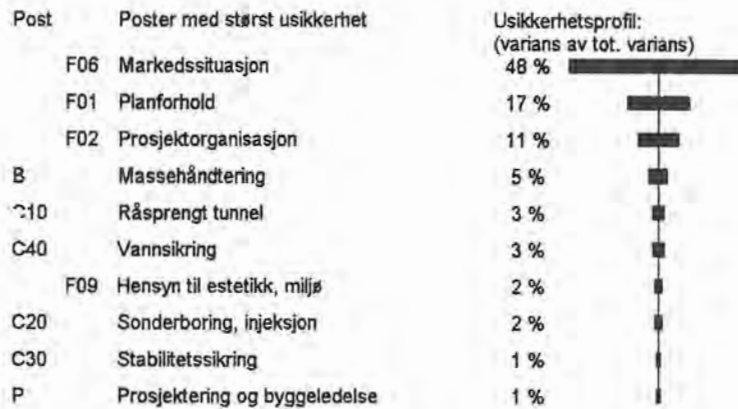 Post Poster med størst usikkerhet Usikkerhetsprofil:
(varians av tot. varians)
F06 Markedssituasjon 48 %
F01 Planforhold 17 %
F02 Prosjektorganisasjon 11 %
B Massehåndtering 5 %
C10 Råsprengt tunnel 3 %
C40 Vannsikring 3 %
F09 Hensyn til estetikk, miljø 2 %
C20 Sonderboring, injeksjon 2 %
C30 Stabilitetssikring 1 %
P Prosjektering og byggeledelse 1 %